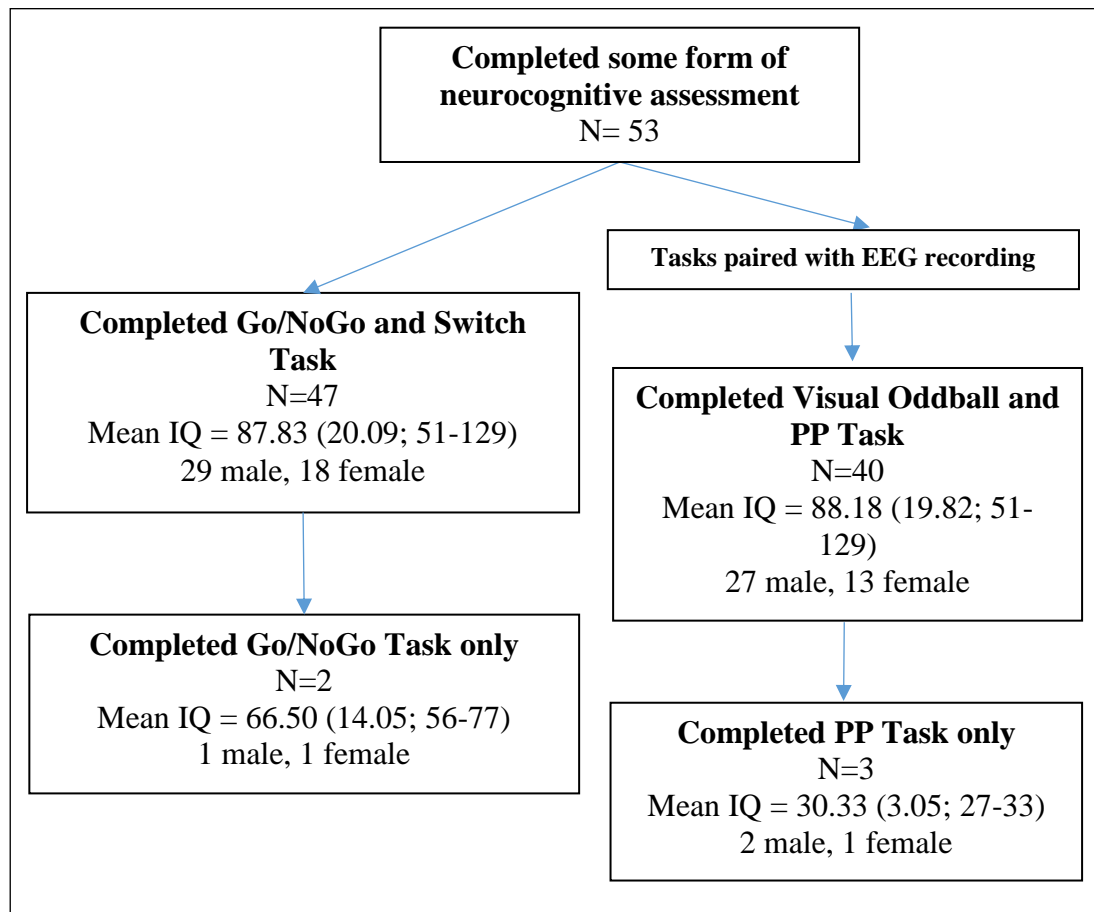 Completed some form of
neurocognitive assessment
N= 53
Tasks paired with EEG recording
Completed Go/NoGo and Switch
Task
N=47
Mean IQ = 87.83 (20.09; 51-129)
29 male, 18 female
Completed Visual Oddball and
PP Task
N=40
Mean IQ = 88.18 (19.82; 51-
129)
27 male, 13 female
Completed Go/NoGo Task only
N=2
Mean IQ = 66.50 (14.05; 56-77)
1 male, 1 female
Completed PP Task only
N=3
Mean IQ = 30.33 (3.05; 27-33)
2 male, 1 female